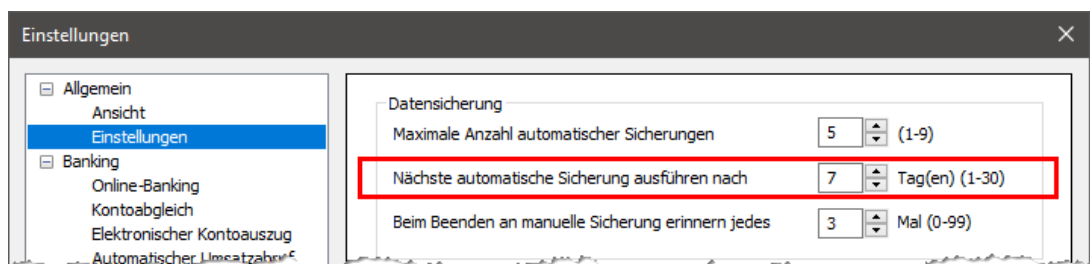 Einstellungen
Allgemein
Ansicht
Einstellungen
Banking
Online-Banking
Kontoabgleich
Elektronischer Kontoauszug
Automatischer Umsatzabruf
Datensicherung
Maximale Anzahl automatischer Sicherungen 5 (1-9)
Nächste automatische Sicherung ausführen nach 7 Tag(en) (1-30)
Beim Beenden an manuelle Sicherung erinnern jedes 3 Mal (0-99)